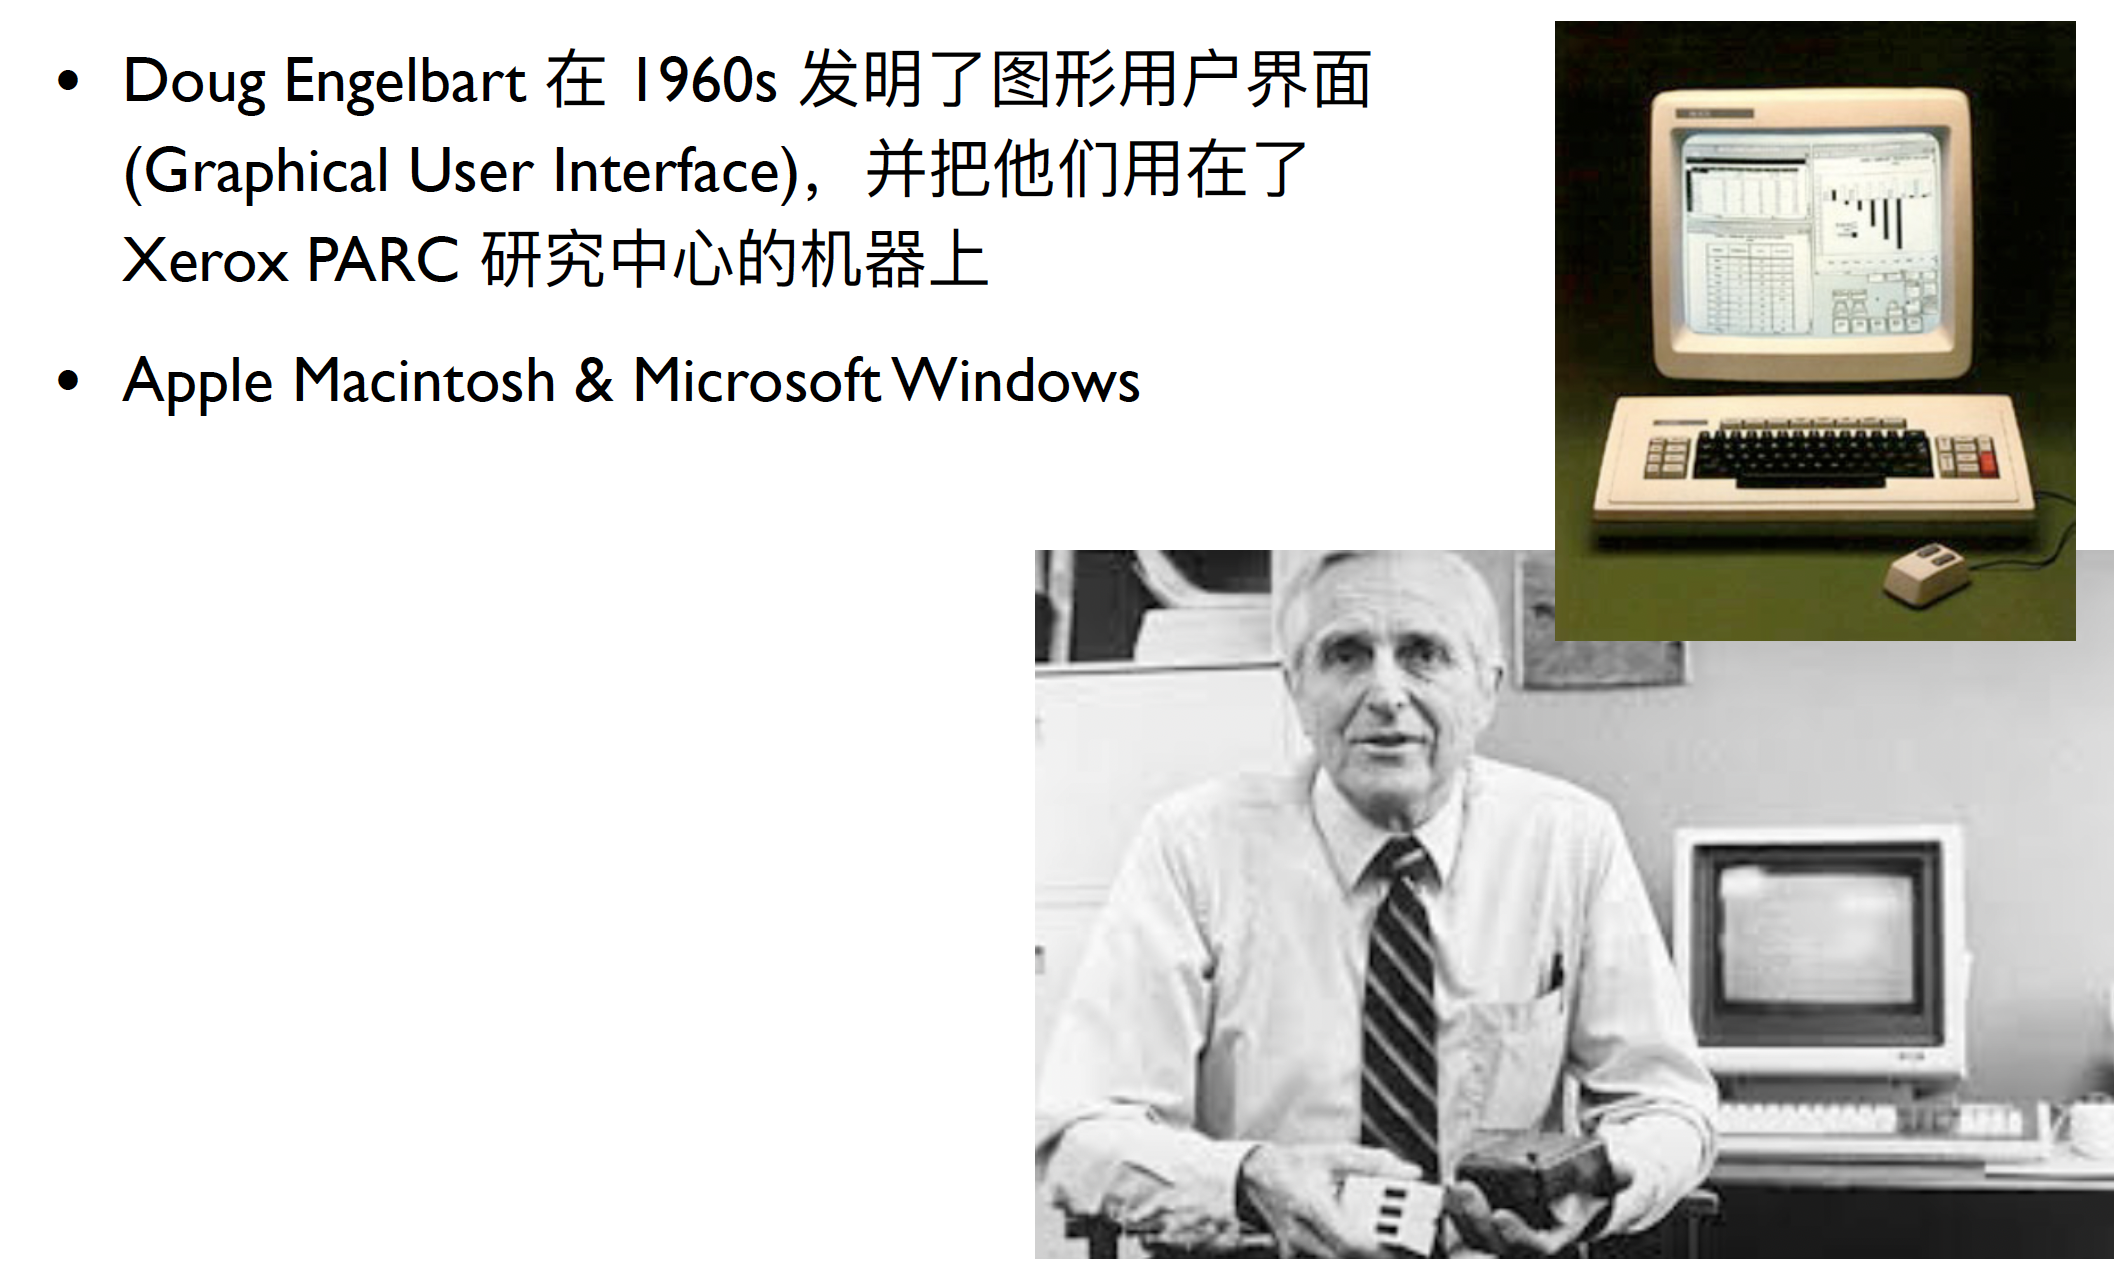 • Doug Engelbart 在 1960s 发明了图形用户界面
(Graphical User Interface)，并把他们用在了
Xerox PARC 研究中心的机器上
• Apple Macintosh & Microsoft Windows